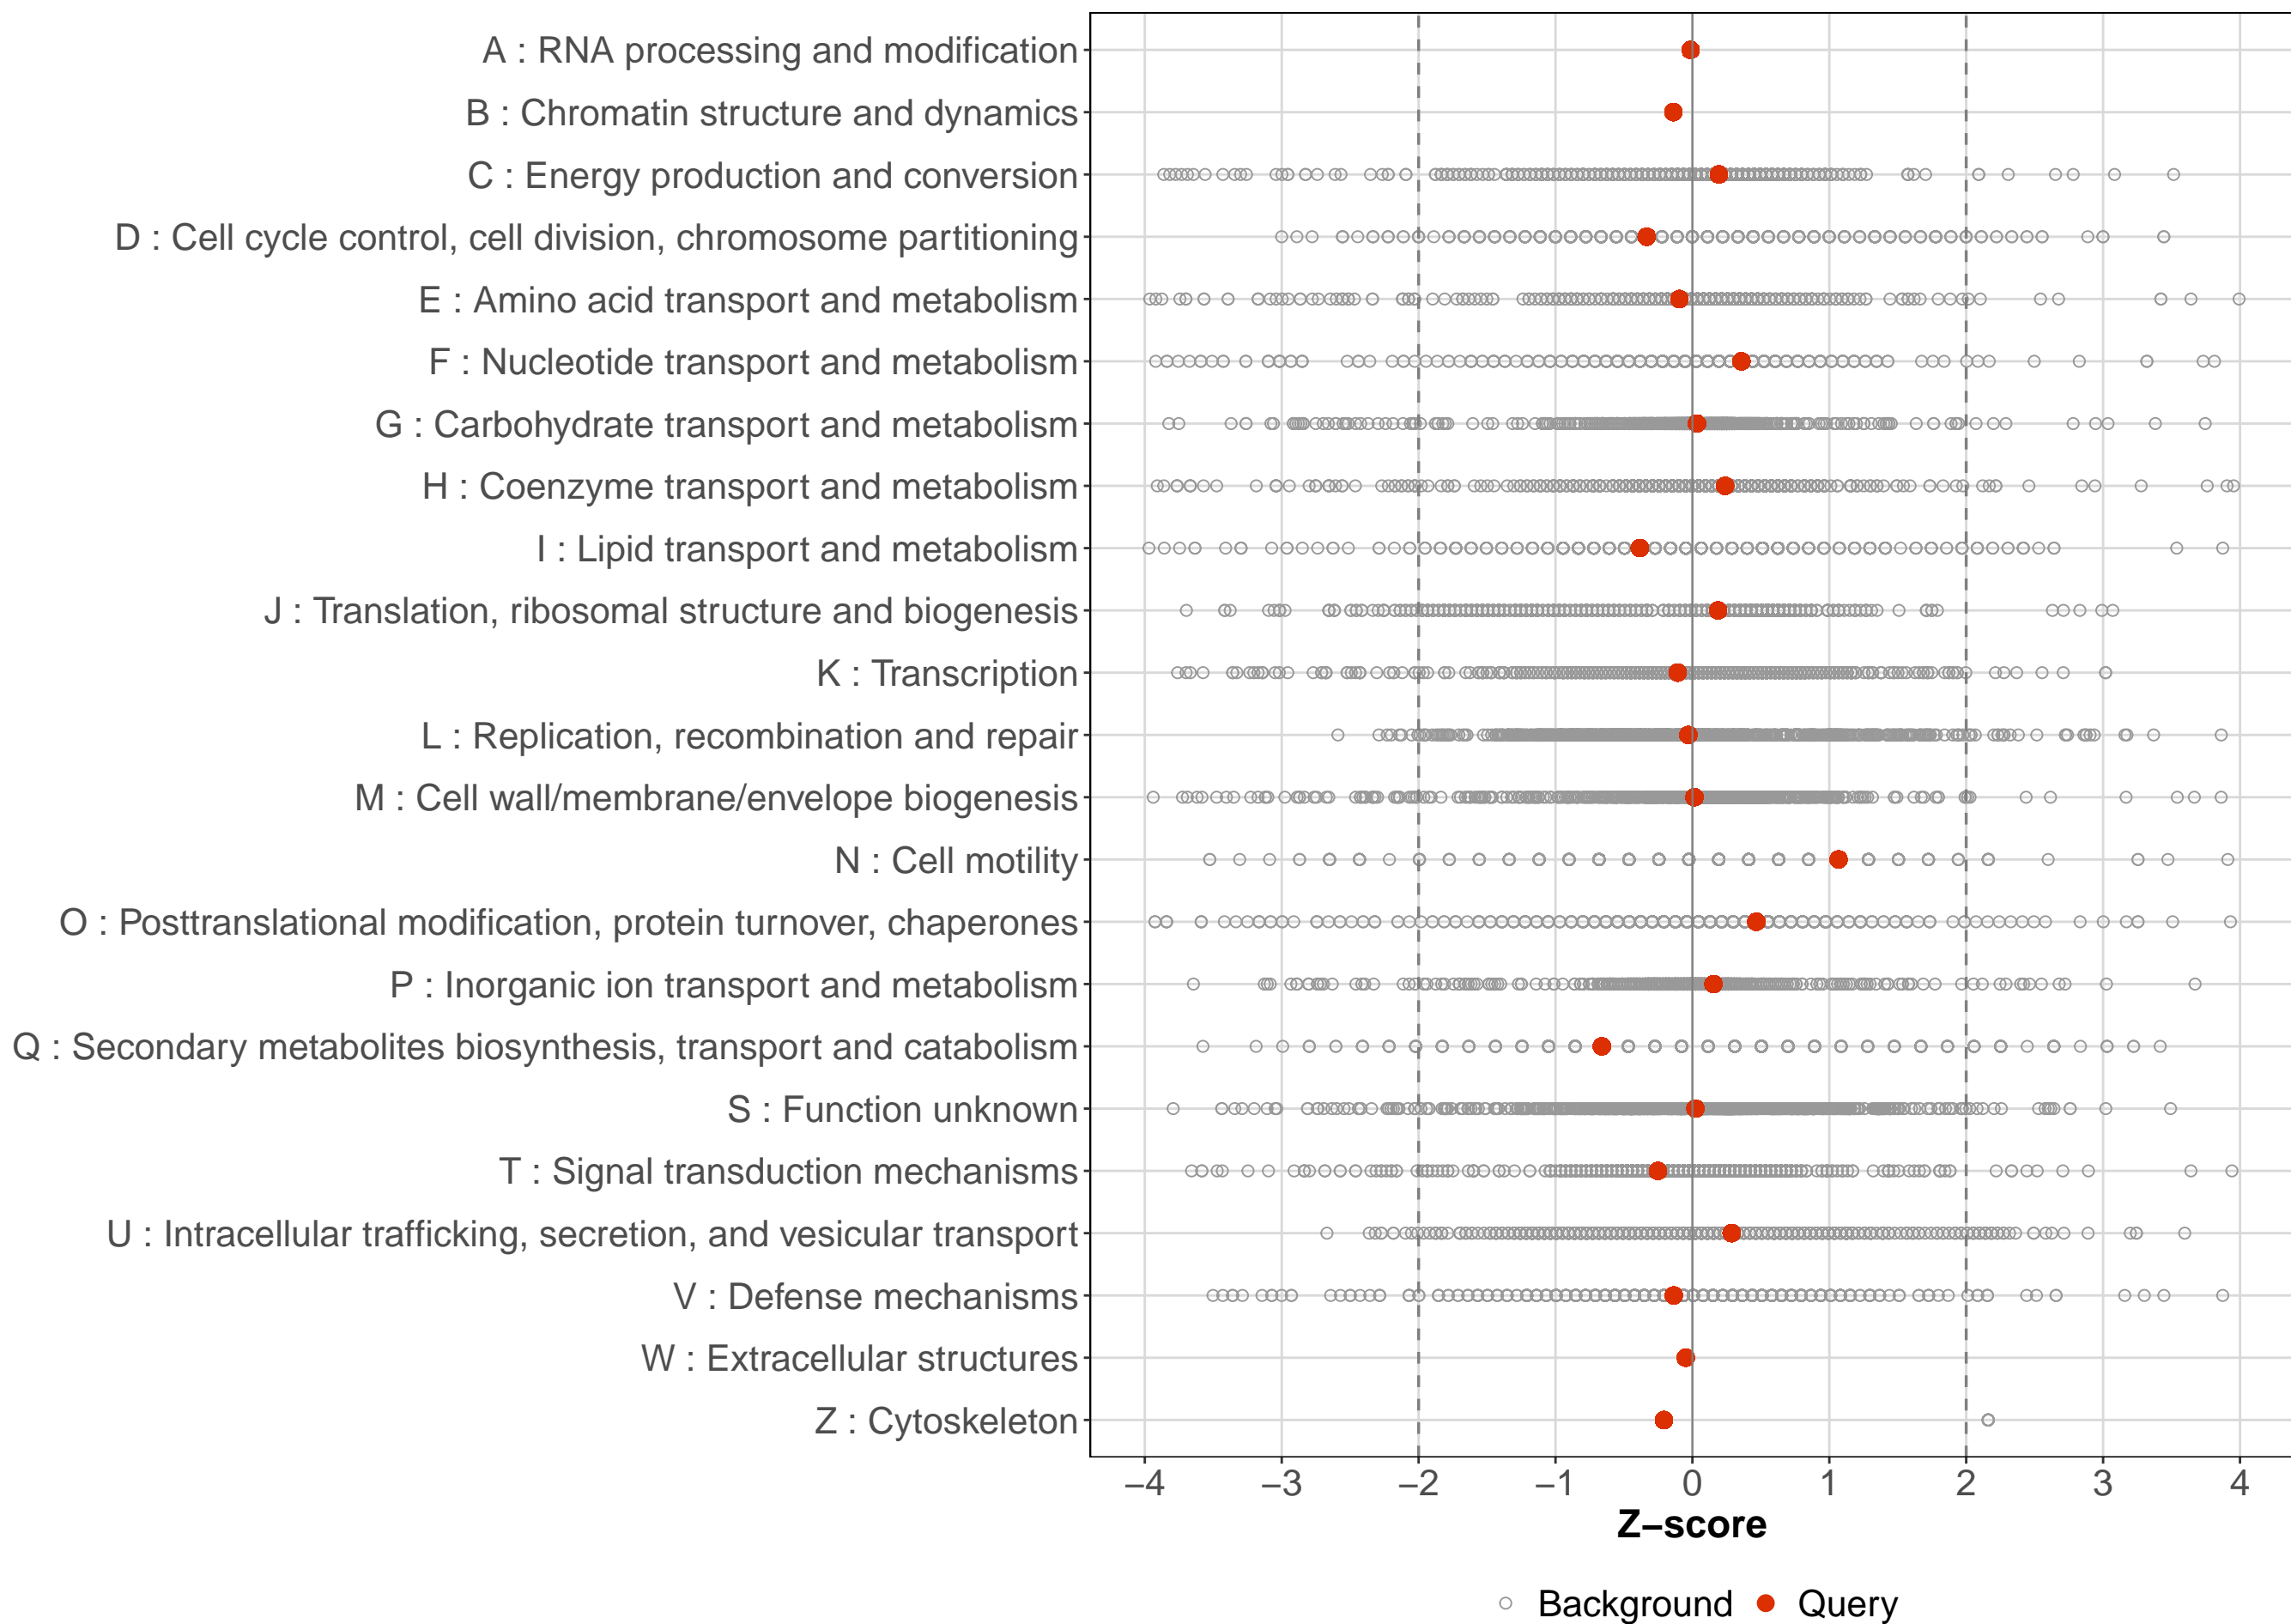 A : RNA processing and modification
B : Chromatin structure and dynamics
C : Energy production and conversion
D : Cell cycle control, cell division, chromosome partitioning
E : Amino acid transport and metabolism
F : Nucleotide transport and metabolism
G : Carbohydrate transport and metabolism
H : Coenzyme transport and metabolism
I : Lipid transport and metabolism
J : Translation, ribosomal structure and biogenesis
K : Transcription
L : Replication, recombination and repair
M : Cell wall/membrane/envelope biogenesis
N : Cell motility
O : Posttranslational modification, protein turnover, chaperones
P : Inorganic ion transport and metabolism
Q : Secondary metabolites biosynthesis, transport and catabolism
S : Function unknown
T : Signal transduction mechanisms
U : Intracellular trafficking, secretion, and vesicular transport
V : Defense mechanisms
W : Extracellular structures
Z : Cytoskeleton
−4 −3 −2 −1 0 1 2 3 4
Z−score
Background Query